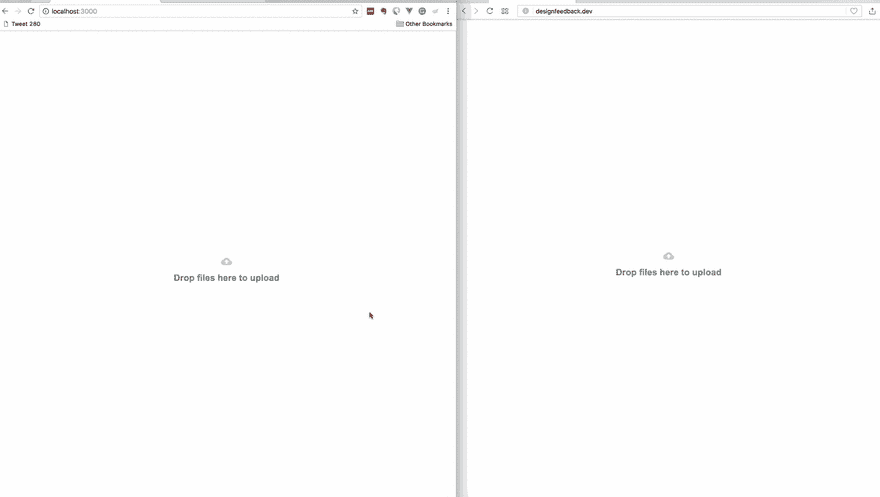 localhost:3000
Tweet 280
Other Bookmarks
Drop files here to upload
designfeedback.dev
Drop files here to upload